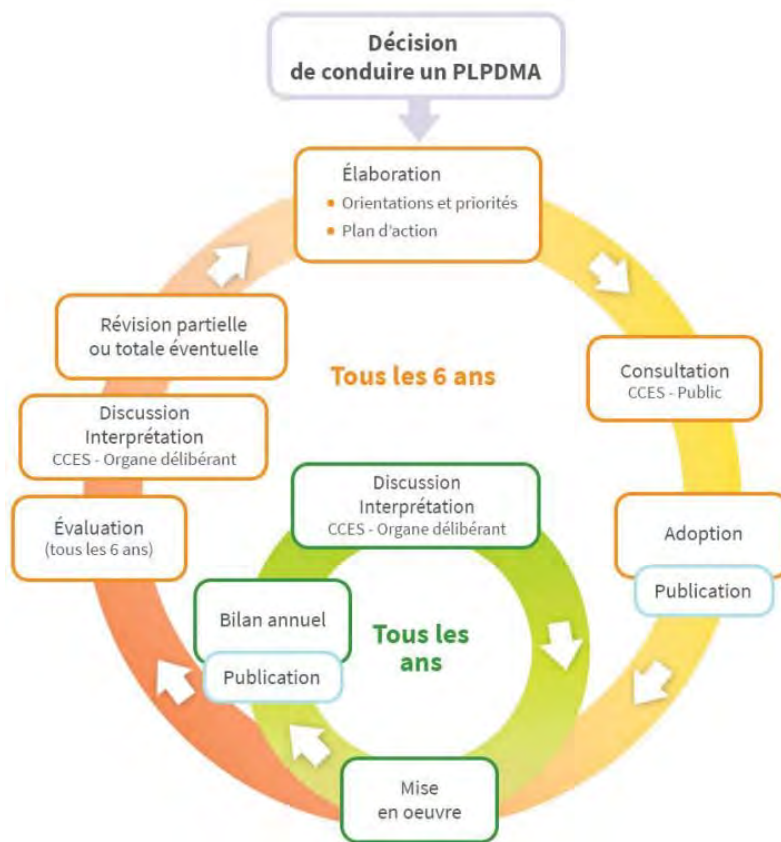 Décision
de conduire un PLPDMA
Élaboration
• Orientations et priorités
• Plan d'action
Révision partielle
ou totale éventuelle
Tous les 6 ans
Consultation
CCES - Public
Discussion
Interprétation
CCES - Organe délibérant
Discussion
Interprétation
CCES - Organe délibérant
Évaluation
(tous les 6 ans)
Adoption
Publication
Bilan annuel
Publication
Tous les
ans
Mise
en oeuvre